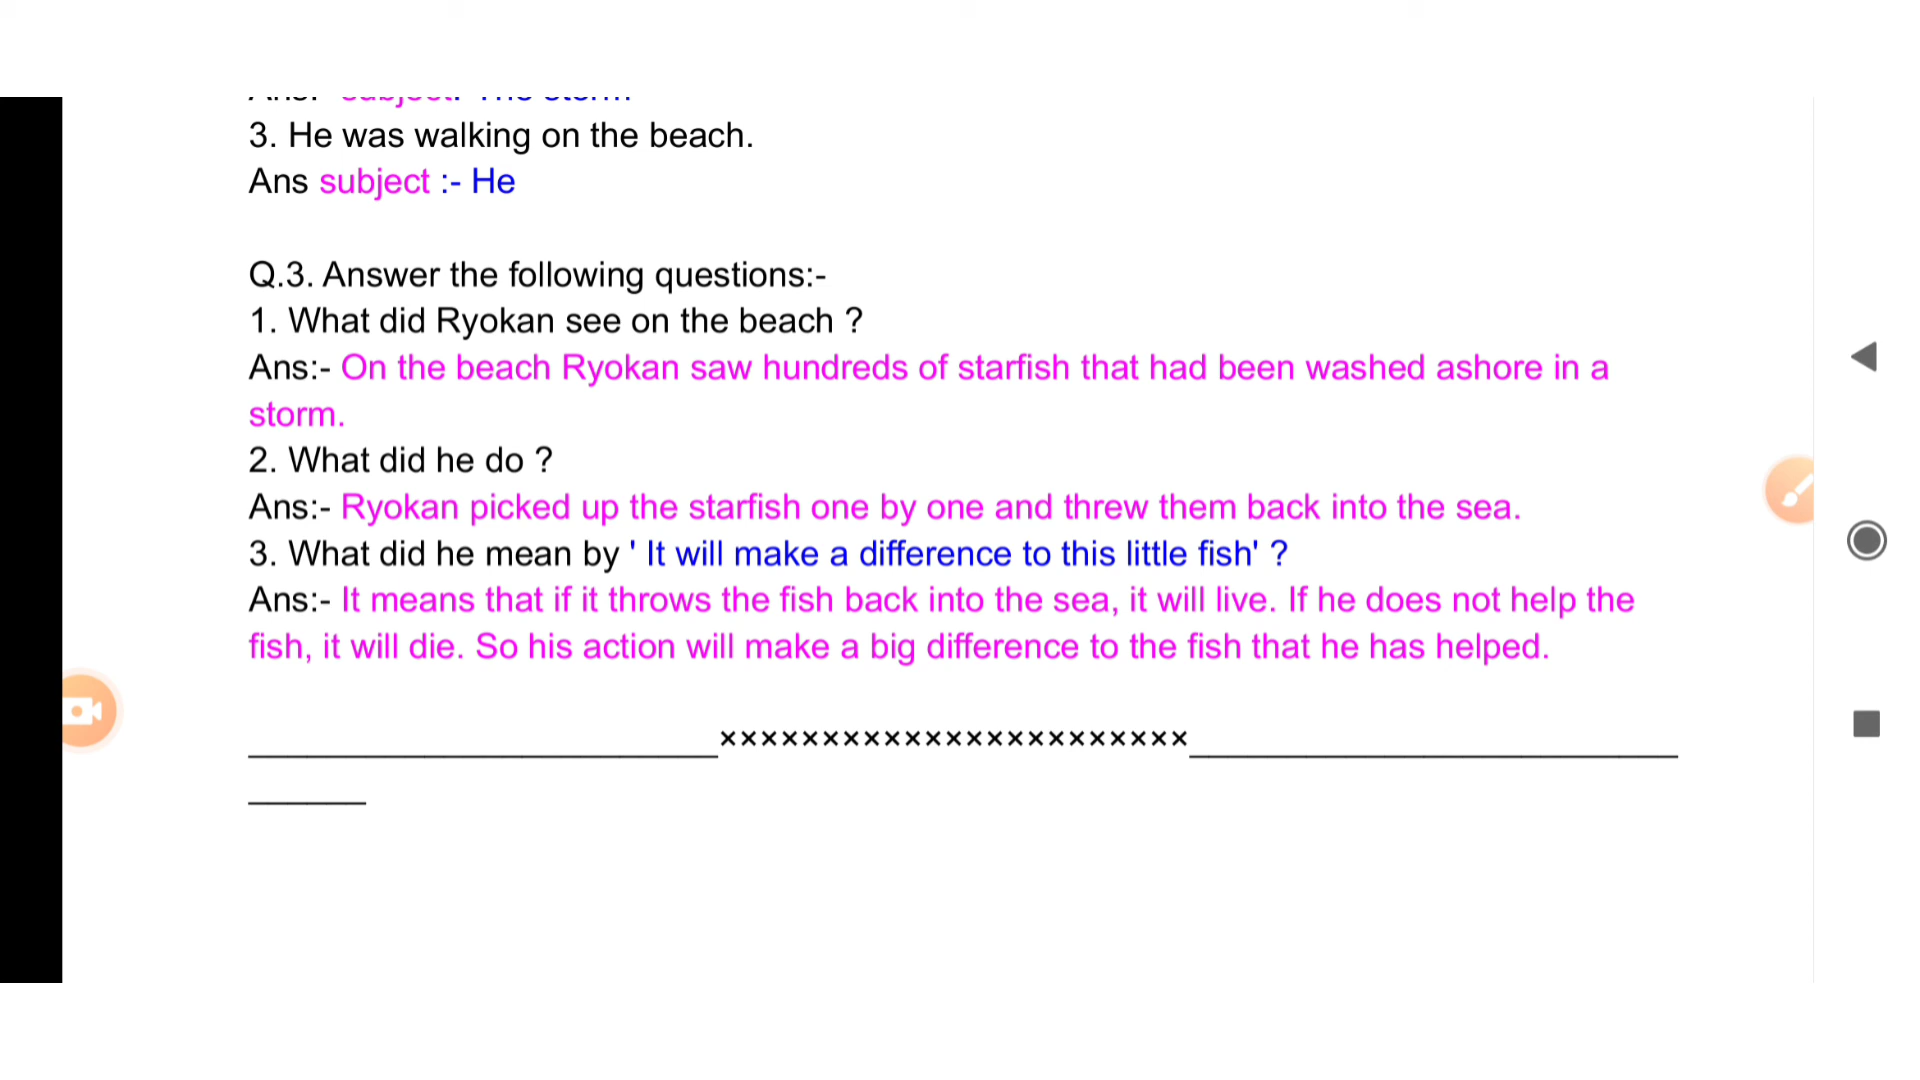 3. He was walking on the beach.
Ans subject :- He
Q.3. Answer the following questions:-
1. What did Ryokan see on the beach ?
Ans:- On the beach Ryokan saw hundreds of starfish that had been washed ashore in a
storm.
2. What did he do ?
Ans:- Ryokan picked up the starfish one by one and threw them back into the sea.
3. What did he mean by ' It will make a difference to this little fish' ?
Ans:- It means that if it throws the fish back into the sea, it will live. If he does not help the
fish, it will die. So his action will make a big difference to the fish that he has helped.
________________________×××××××××××××××××××××××_________________________
______